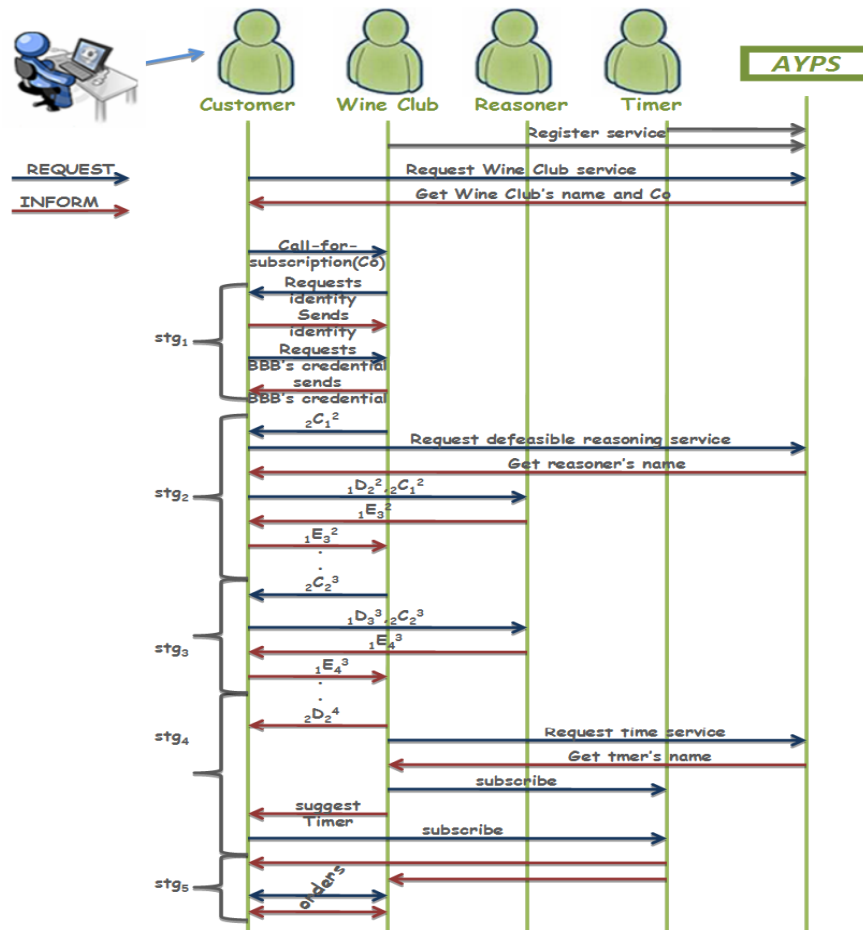 AYPS
Customer Wine Club Reasoner Timer
Register service
REQUEST
Request Wine Club service
INFORM
Get Wine Club's name and Co
Call-for-
subscription(Co)
Requests
identity
Sends
identity
stg₁
Requests
BBB's credential
sends
BBB's credential
₂C₁²
Request defeasible reasoning service
Get reasoner's name
stg₂
₁D₂²,₂C₁²
₁E₃²
₁E₃²
.
.
₂C₂³
₁D₃³,₂C₂³
stg₃
₁E₄³
₁E₄³
.
.
₂D₂⁴
stg₄
Request time service
Get tmer's name
subscribe
suggest
Timer
subscribe
stg₅
orders